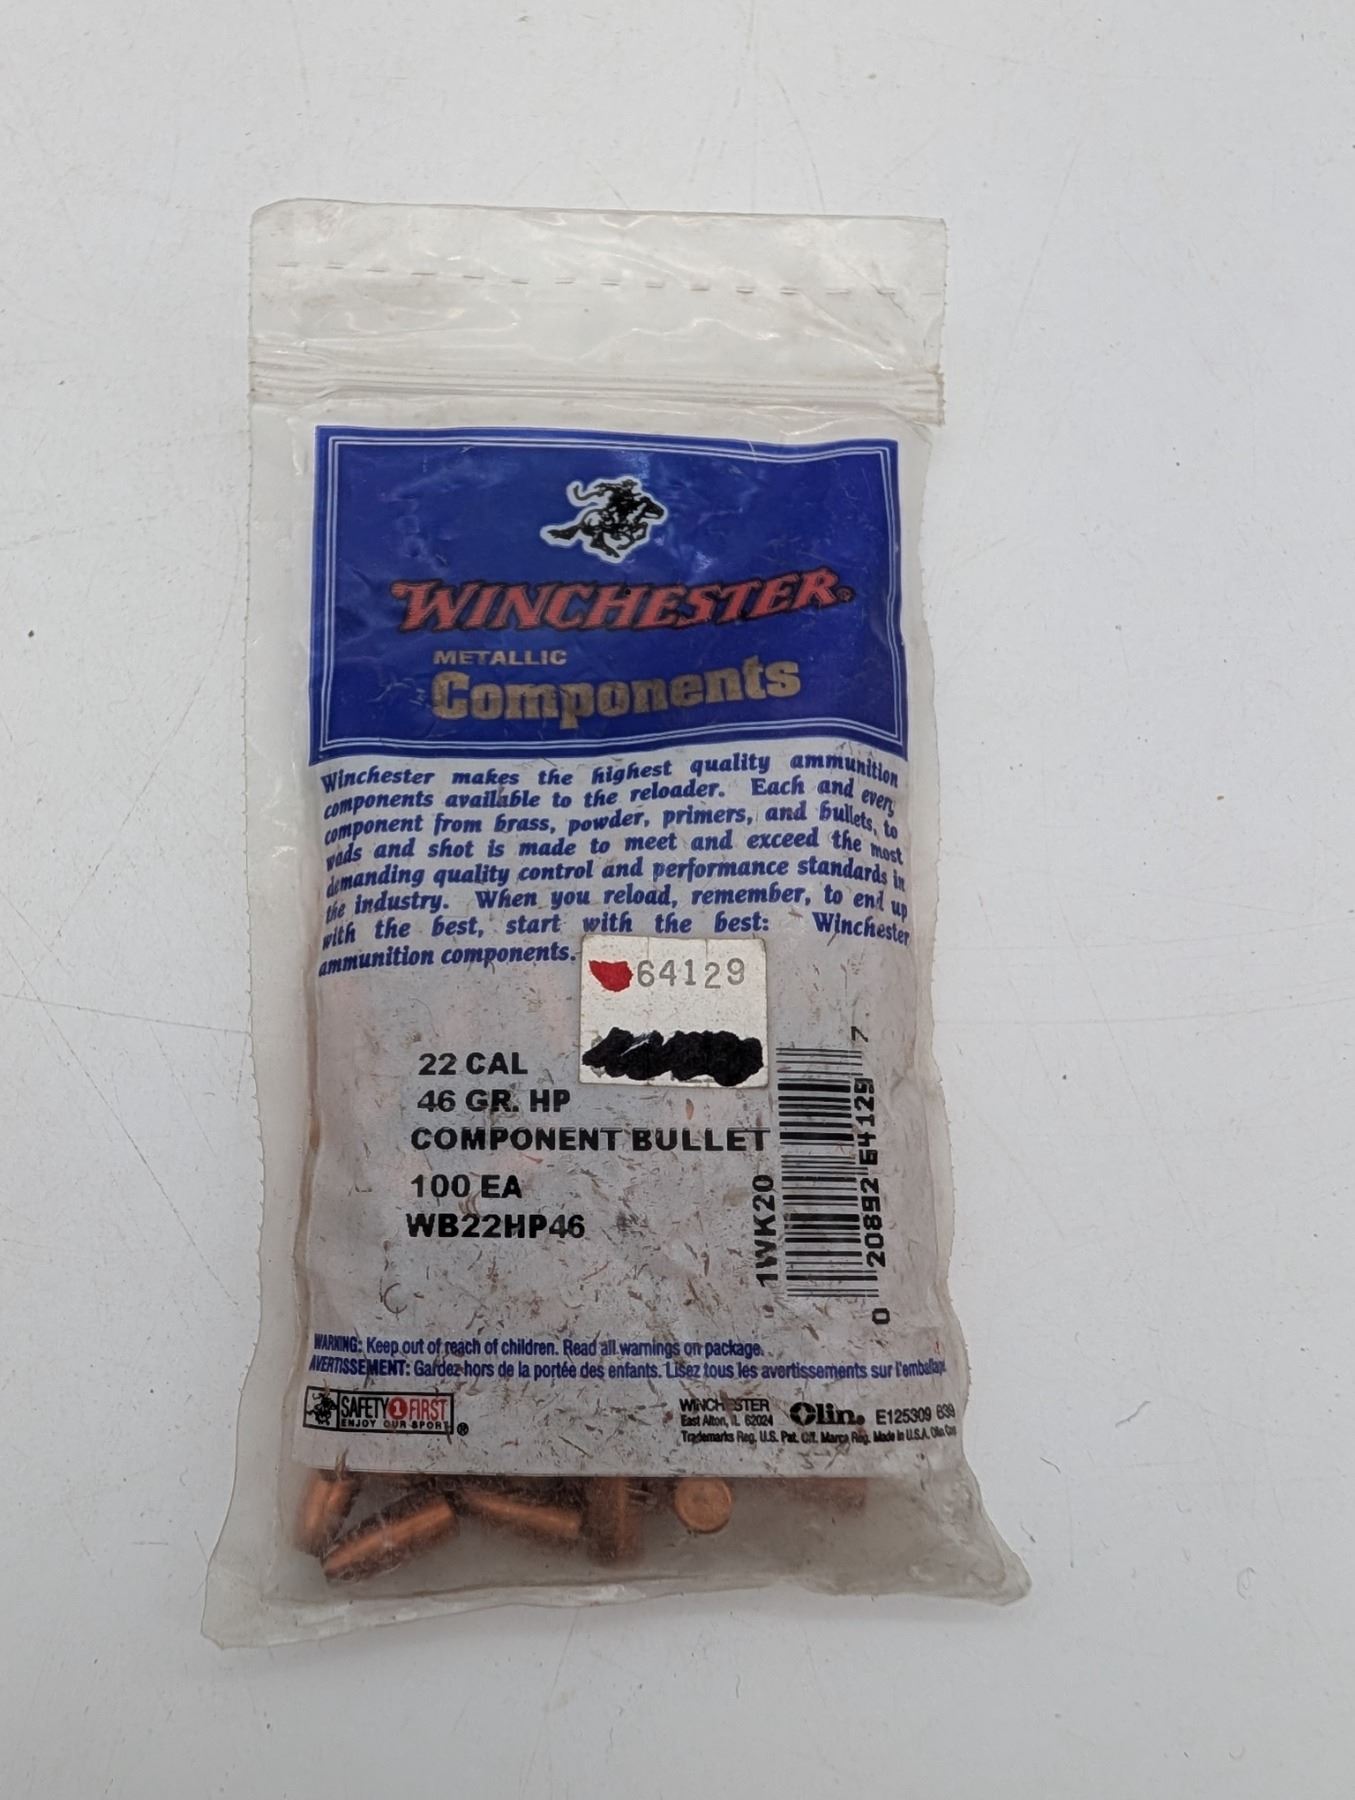 WINCHESTER®
METALLIC
Components
Winchester makes the highest quality ammunition
components available to the reloader. Each and every
component from brass, powder, primers, and bullets, to
wads and shot is made to meet and exceed the most
demanding quality control and performance standards in
the industry. When you reload, remember, to end up
with the best, start with the best: Winchester
ammunition components.
64129
22 CAL
46 GR. HP
COMPONENT BULLET
100 EA
WB22HP46
1WK20
0 20892 64129 7
WARNING: Keep out of reach of children. Read all warnings on package.
AVERTISSEMENT: Gardez hors de la portée des enfants. Lisez tous les avertissements sur l'emballage
SAFETY 1 FIRST
ENJOY OUR SPORT ®
WINCHESTER
East Alton, IL 62024
Olin® E125309 839
Trademarks Reg. U.S. Pat. Off. Marca Reg. Made in U.S.A. Olin